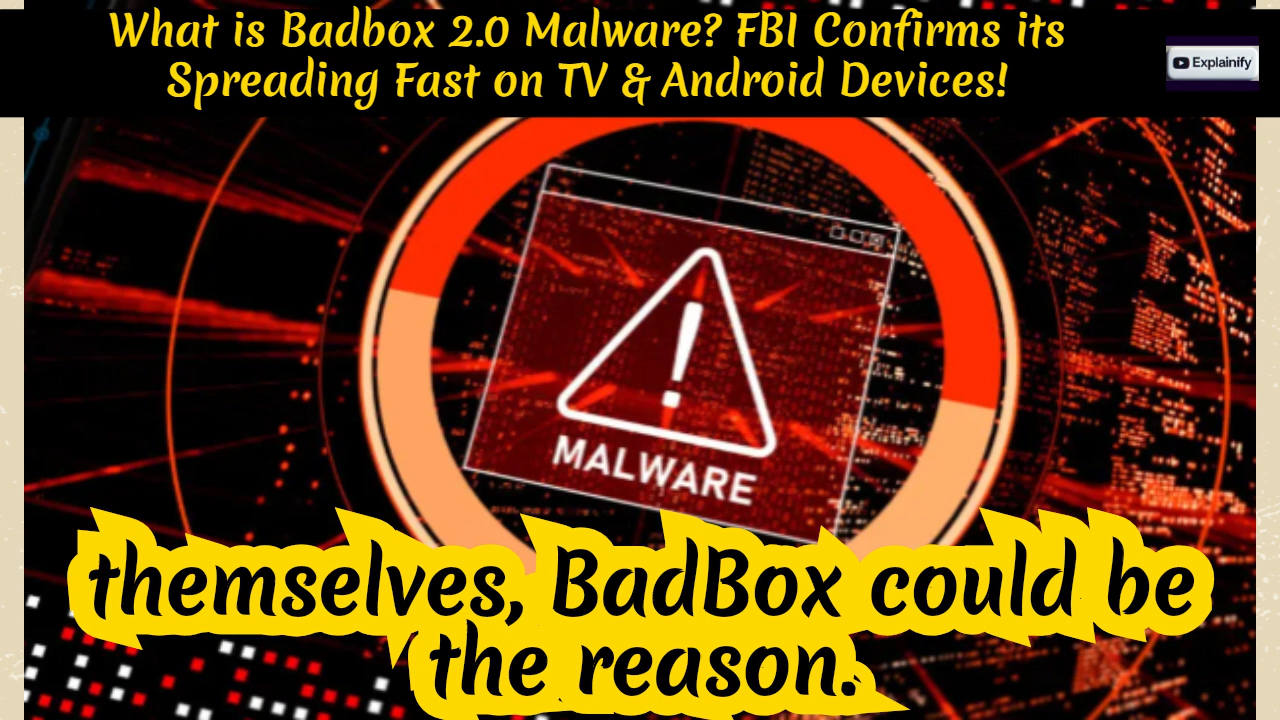 What is Badbox 2.0 Malware? FBI Confirms its
Spreading Fast on TV & Android Devices!
Explainify
MALWARE
themselves, BadBox could be
the reason.